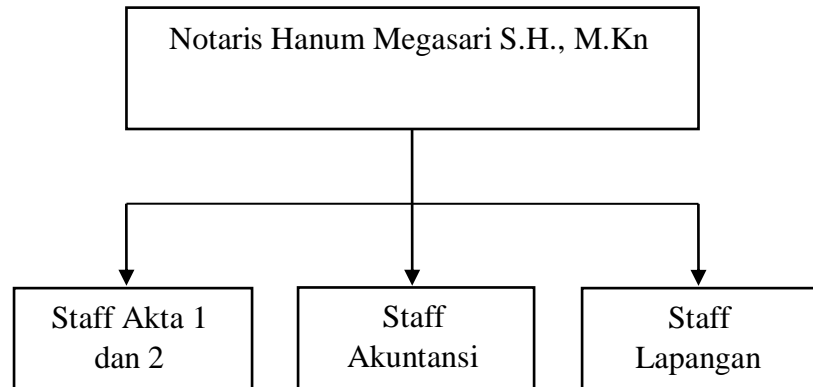 Notaris Hanum Megasari S.H., M.Kn
Staff Akta 1
dan 2
Staff
Akuntansi
Staff
Lapangan